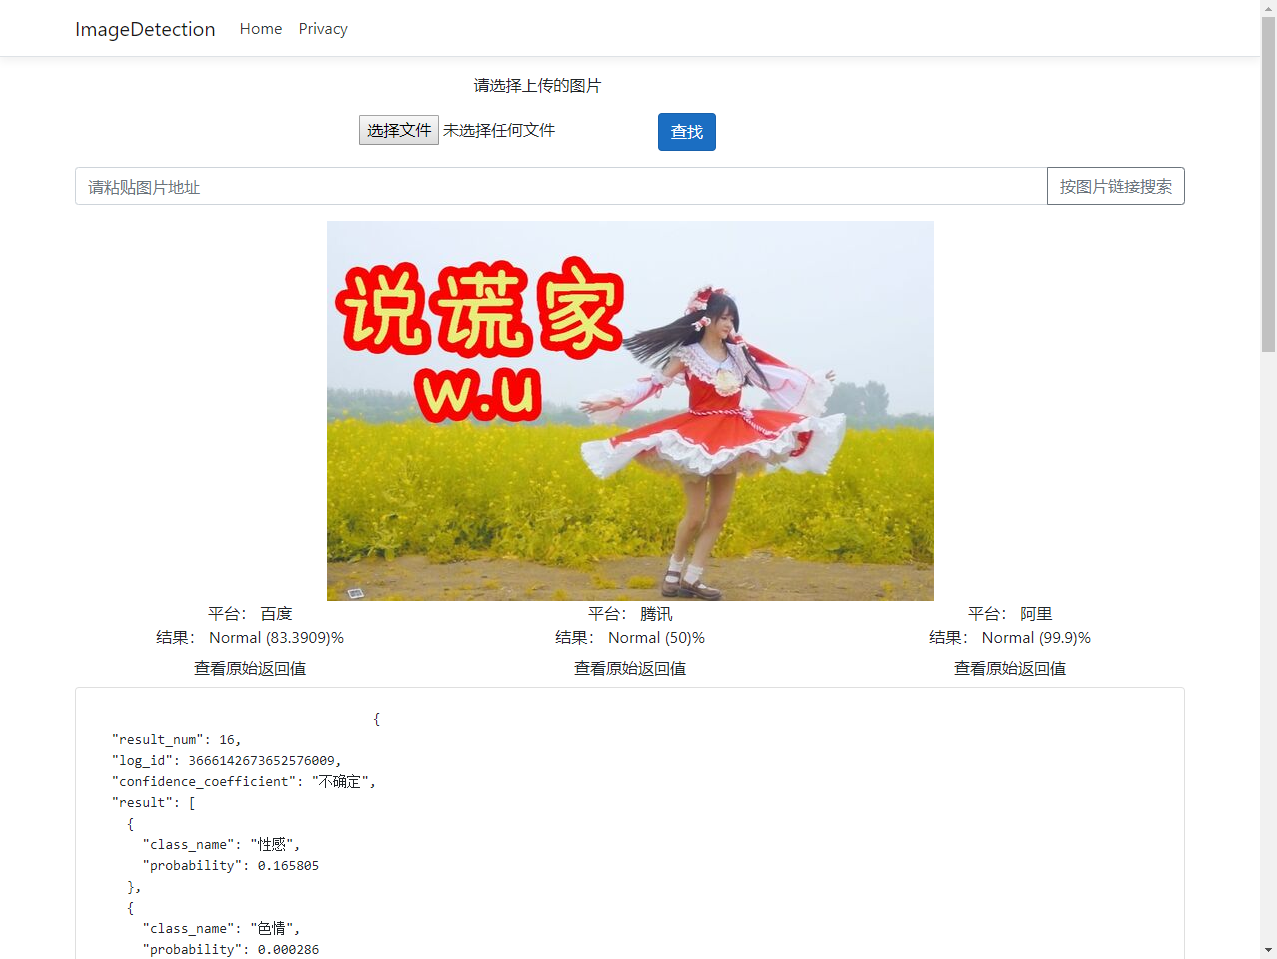 ImageDetection Home Privacy
请选择上传的图片
选择文件 未选择任何文件 查找
请粘贴图片地址 按图片链接搜索
说谎家
w.u
平台： 百度 平台： 腾讯 平台： 阿里
结果： Normal (83.3909)% 结果： Normal (50)% 结果： Normal (99.9)%
查看原始返回值 查看原始返回值 查看原始返回值
{
"result_num": 16,
"log_id": 3666142673652576009,
"confidence_coefficient": "不确定",
"result": [
{
"class_name": "性感",
"probability": 0.165805
},
{
"class_name": "色情",
"probability": 0.000286